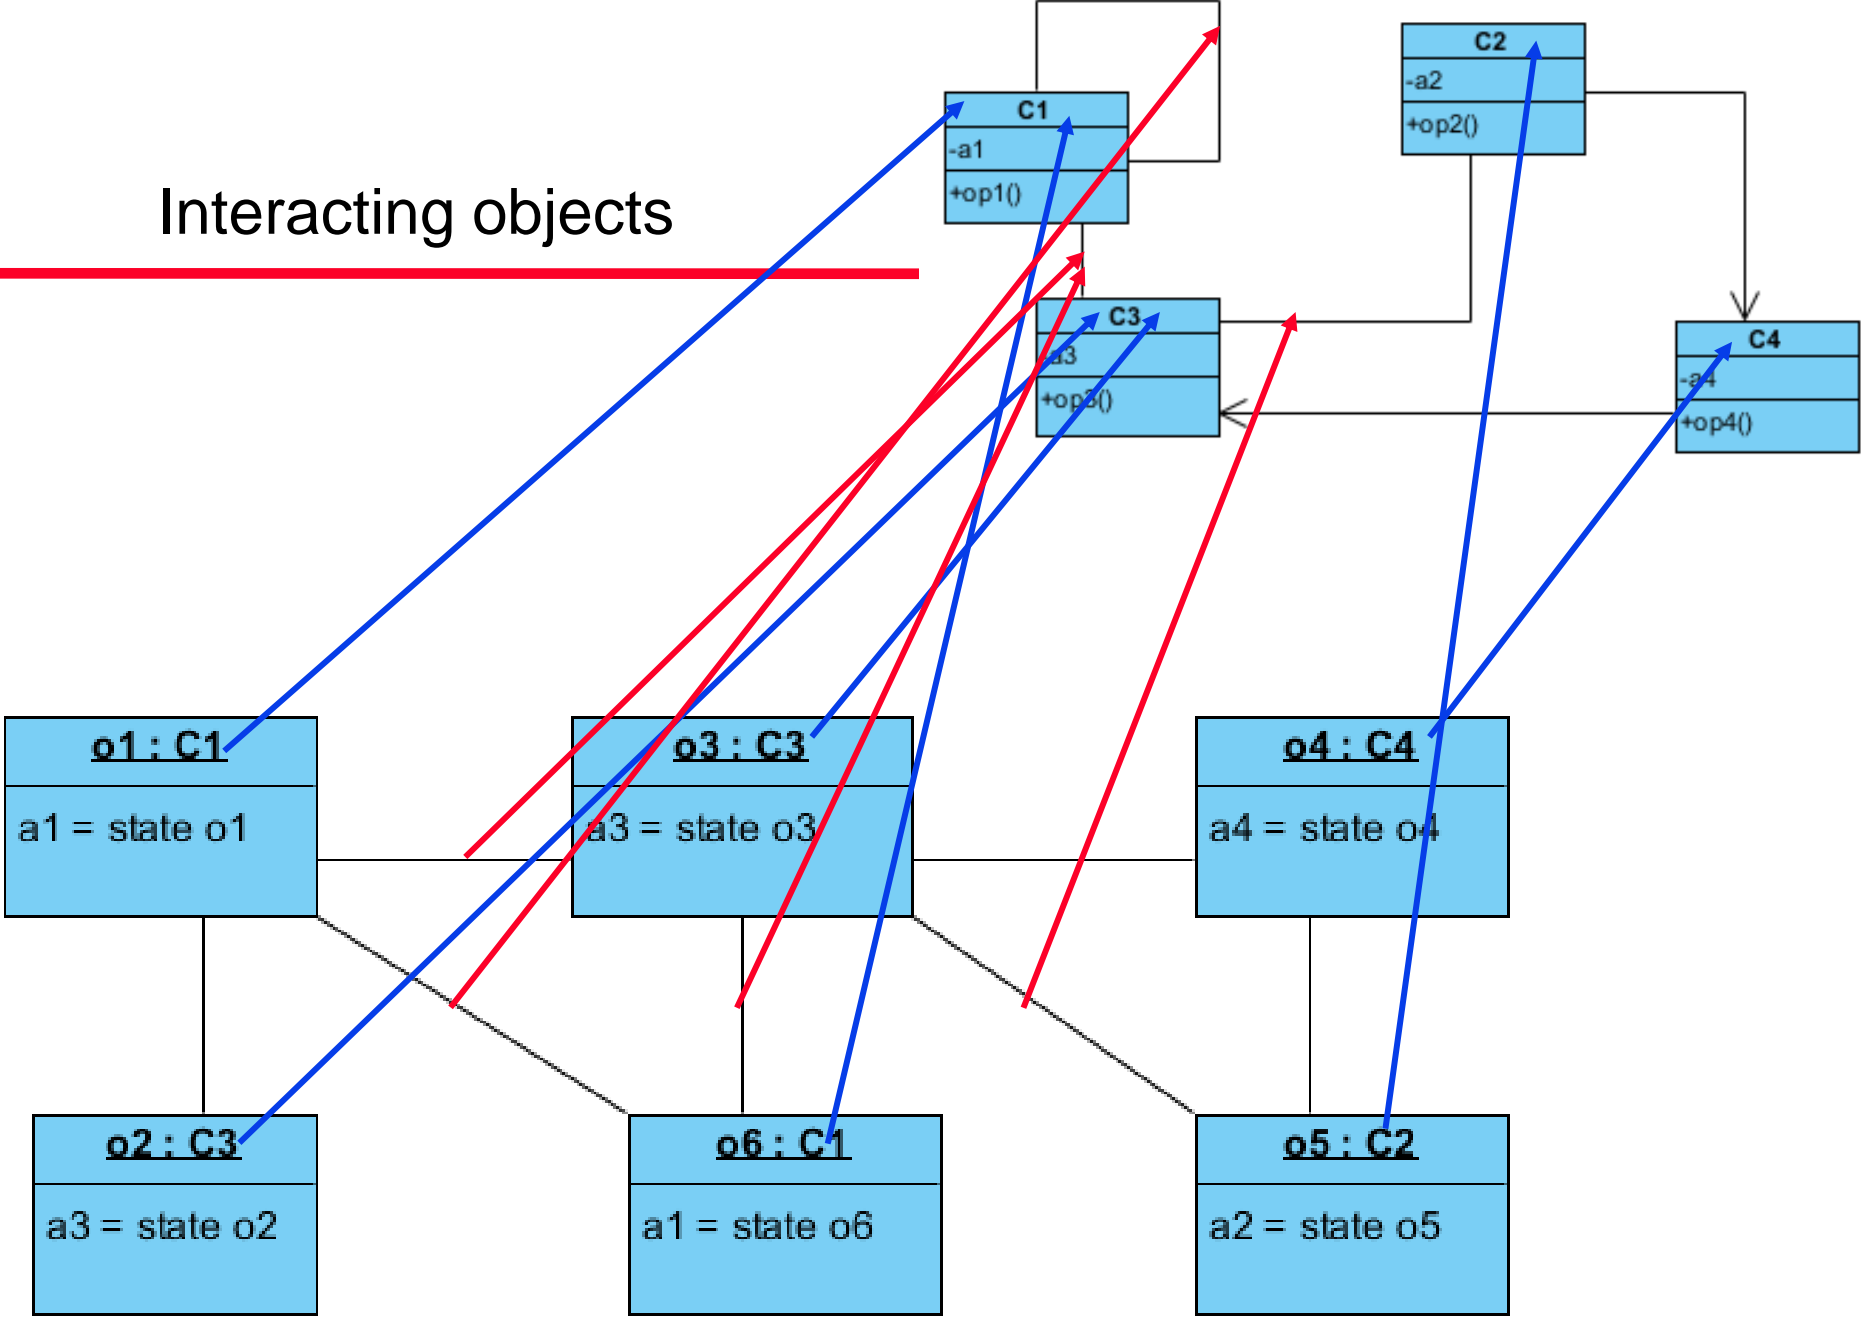 Interacting objects
C1
-a1
+op1()
C2
-a2
+op2()
C3
-a3
+op3()
C4
-a4
+op4()
o1 : C1
a1 = state o1
o3 : C3
a3 = state o3
o4 : C4
a4 = state o4
o2 : C3
a3 = state o2
o6 : C1
a1 = state o6
o5 : C2
a2 = state o5